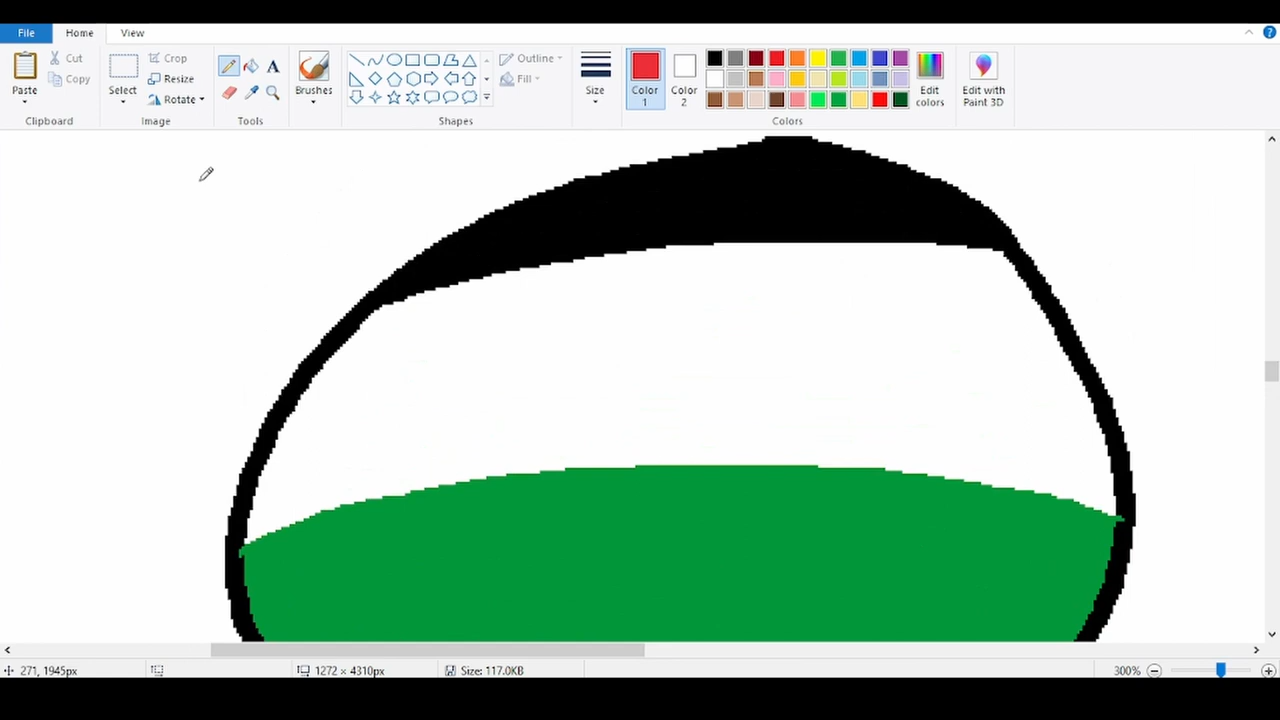 File Home View
Paste
Cut
Copy
Clipboard
Select
Crop
Resize
Rotate
Image
A
Tools
Brushes
Outline
Fill
Shapes
Size
Color 1
Color 2
Edit colors
Colors
Edit with Paint 3D
271, 1945px
1272 × 4310px
Size: 117.0KB
300%